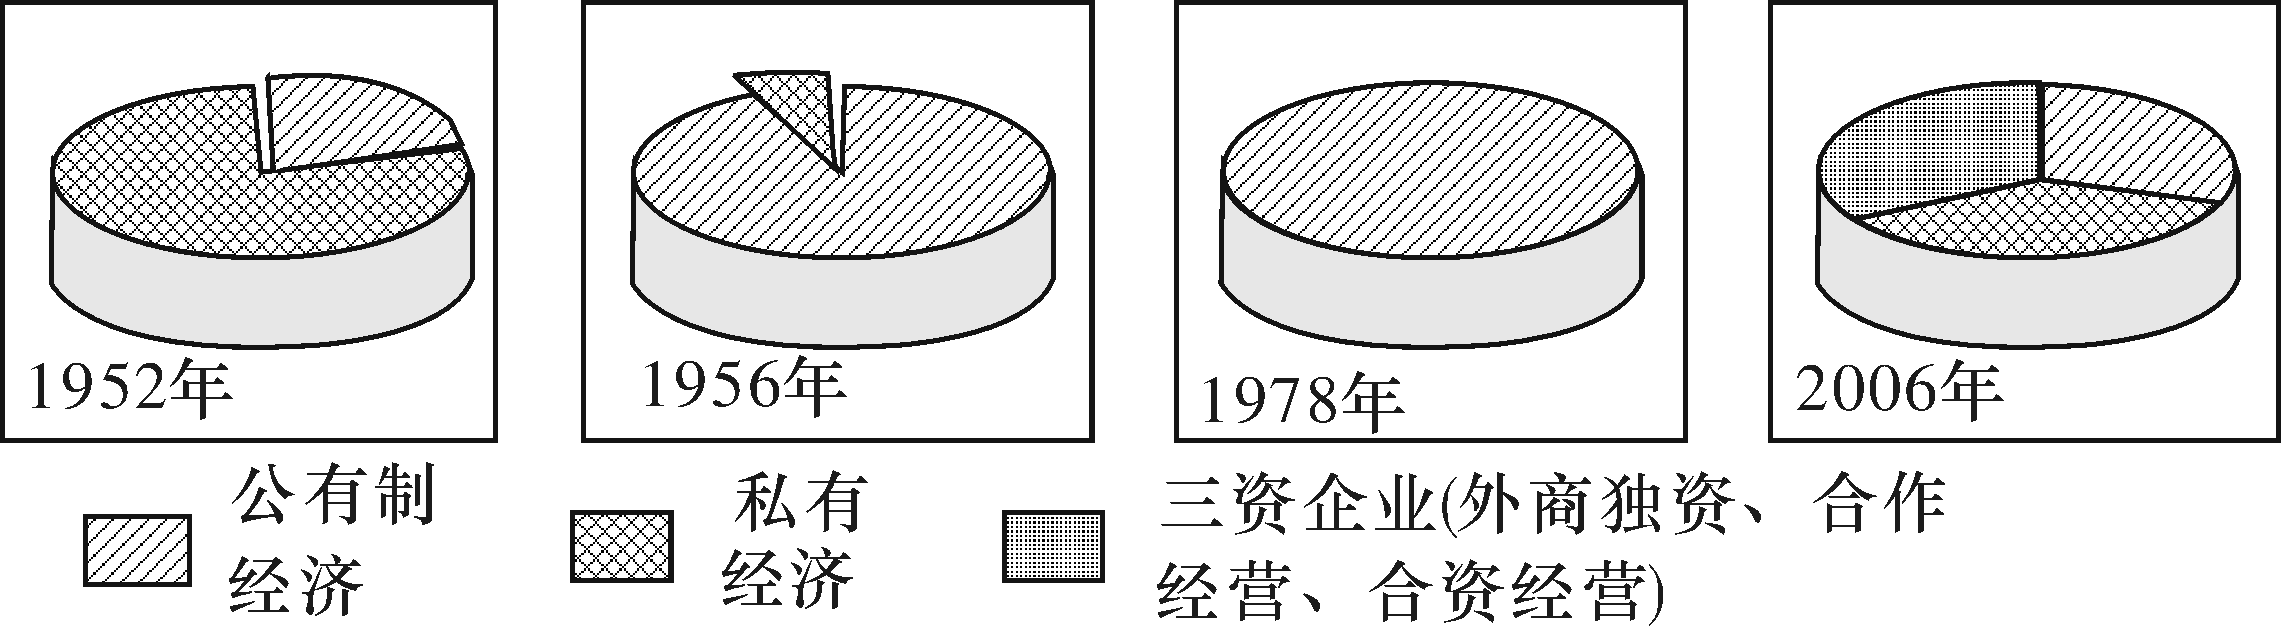 1952年
1956年
1978年
2006年
公有制
经济
私有
经济
三资企业(外商独资、合作
经营、合资经营)